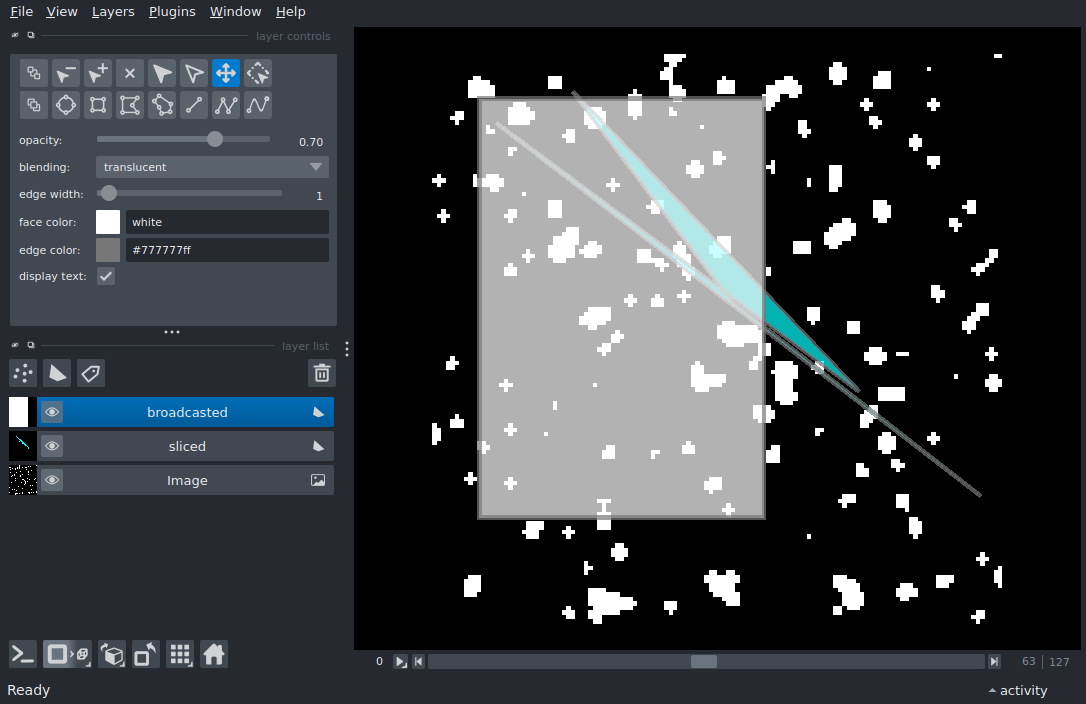 File View Layers Plugins Window Help
layer controls
opacity: 0.70
blending: translucent
edge width: 1
face color: white
edge color: #777777ff
display text:
layer list
broadcasted
sliced
Image
0 63 127
Ready activity